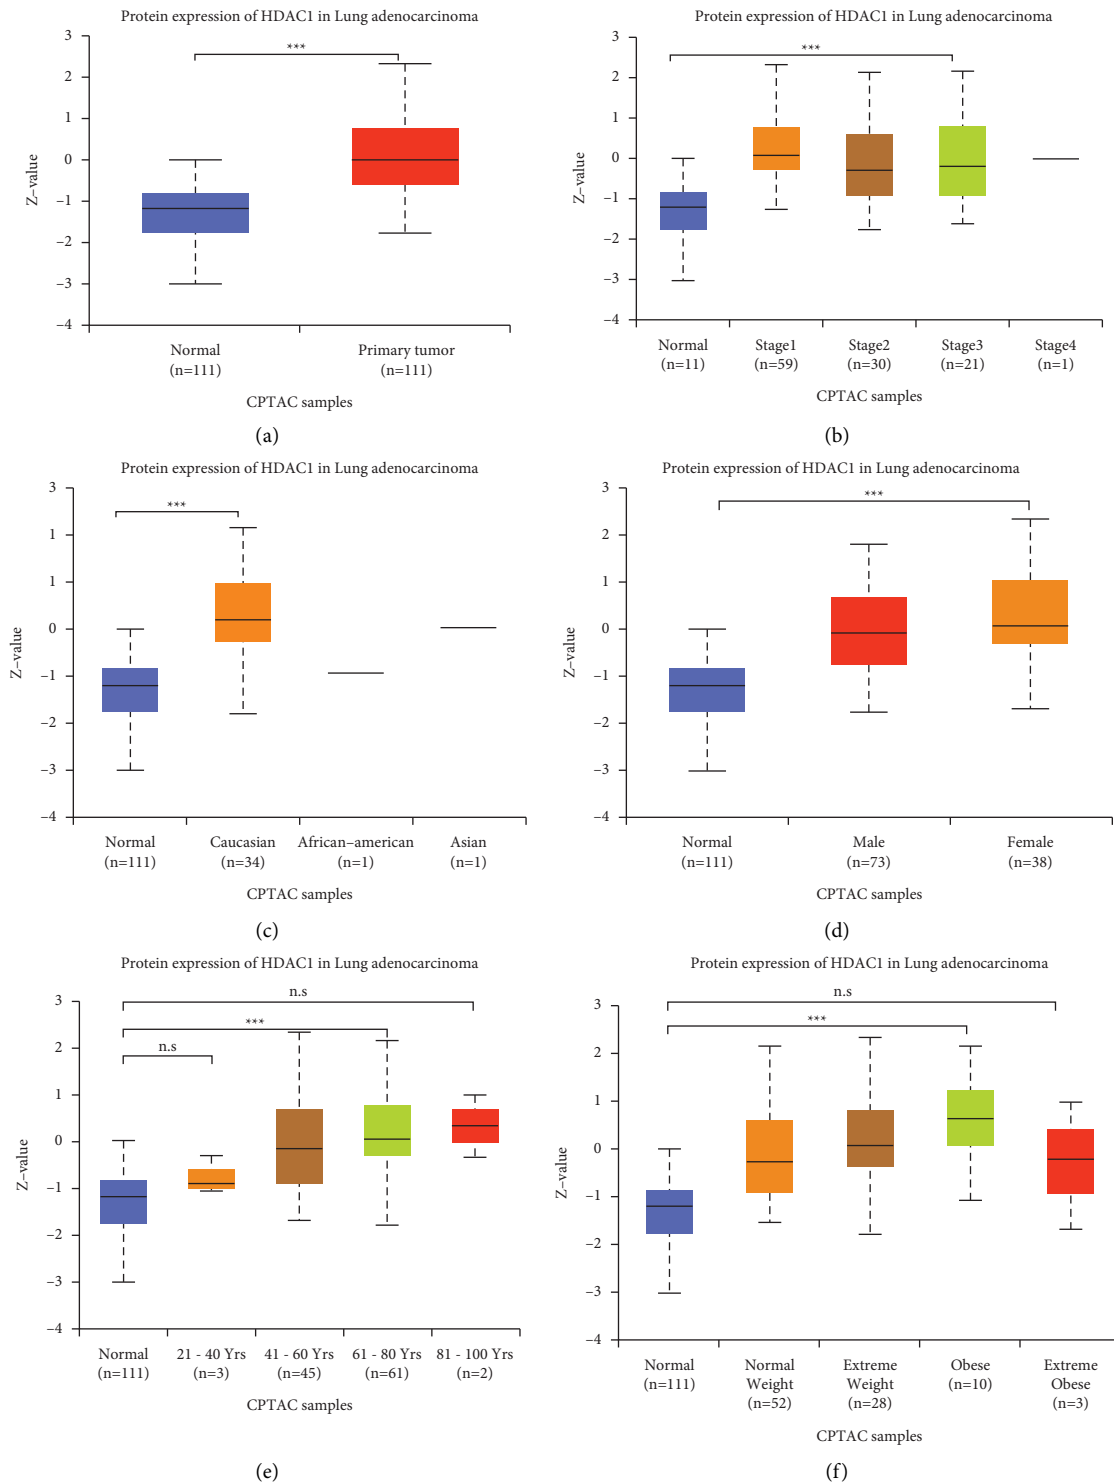 Protein expression of HDAC1 in Lung adenocarcinoma
3
2
1
0
–1
–2
–3
–4
Z–value
***
Normal
(n=111)
Primary tumor
(n=111)
CPTAC samples
(a)
Protein expression of HDAC1 in Lung adenocarcinoma
3
2
1
0
–1
–2
–3
–4
Z–value
***
Normal
(n=11)
Stage1
(n=59)
Stage2
(n=30)
Stage3
(n=21)
Stage4
(n=1)
CPTAC samples
(b)
Protein expression of HDAC1 in Lung adenocarcinoma
3
1
1
0
–1
–2
–3
–4
Z–value
***
Normal
(n=111)
Caucasian
(n=34)
African–american
(n=1)
Asian
(n=1)
CPTAC samples
(c)
Protein expression of HDAC1 in Lung adenocarcinoma
3
2
1
0
–1
–2
–3
–4
Z–value
***
Normal
(n=111)
Male
(n=73)
Female
(n=38)
CPTAC samples
(d)
Protein expression of HDAC1 in Lung adenocarcinoma
3
2
1
0
–1
–2
–3
–4
Z–value
n.s
***
n.s
Normal
(n=111)
21 - 40 Yrs
(n=3)
41 - 60 Yrs
(n=45)
61 - 80 Yrs
(n=61)
81 - 100 Yrs
(n=2)
CPTAC samples
(e)
Protein expression of HDAC1 in Lung adenocarcinoma
3
2
1
0
–1
–2
–3
–4
Z–value
n.s
***
Normal
(n=111)
Normal
Weight
(n=52)
Extreme
Weight
(n=28)
Obese
(n=10)
Extreme
Obese
(n=3)
CPTAC samples
(f)